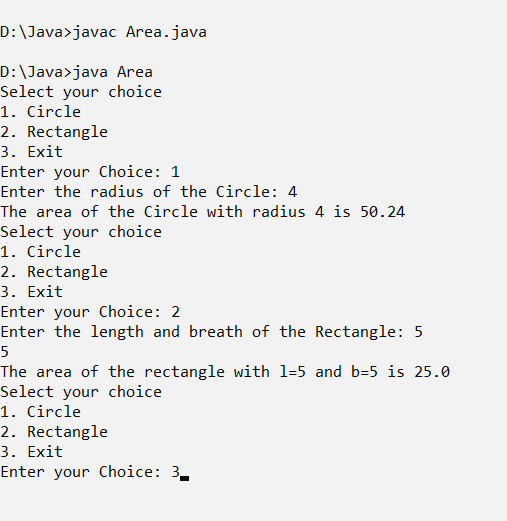 D:\Java>javac Area.java
D:\Java>java Area
Select your choice
1. Circle
2. Rectangle
3. Exit
Enter your Choice: 1
Enter the radius of the Circle: 4
The area of the Circle with radius 4 is 50.24
Select your choice
1. Circle
2. Rectangle
3. Exit
Enter your Choice: 2
Enter the length and breath of the Rectangle: 5
5
The area of the rectangle with l=5 and b=5 is 25.0
Select your choice
1. Circle
2. Rectangle
3. Exit
Enter your Choice: 3